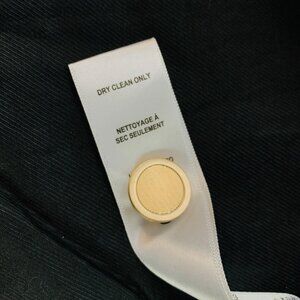 DRY CLEAN ONLY
NETTOYAGE À
SEC SEULEMENT